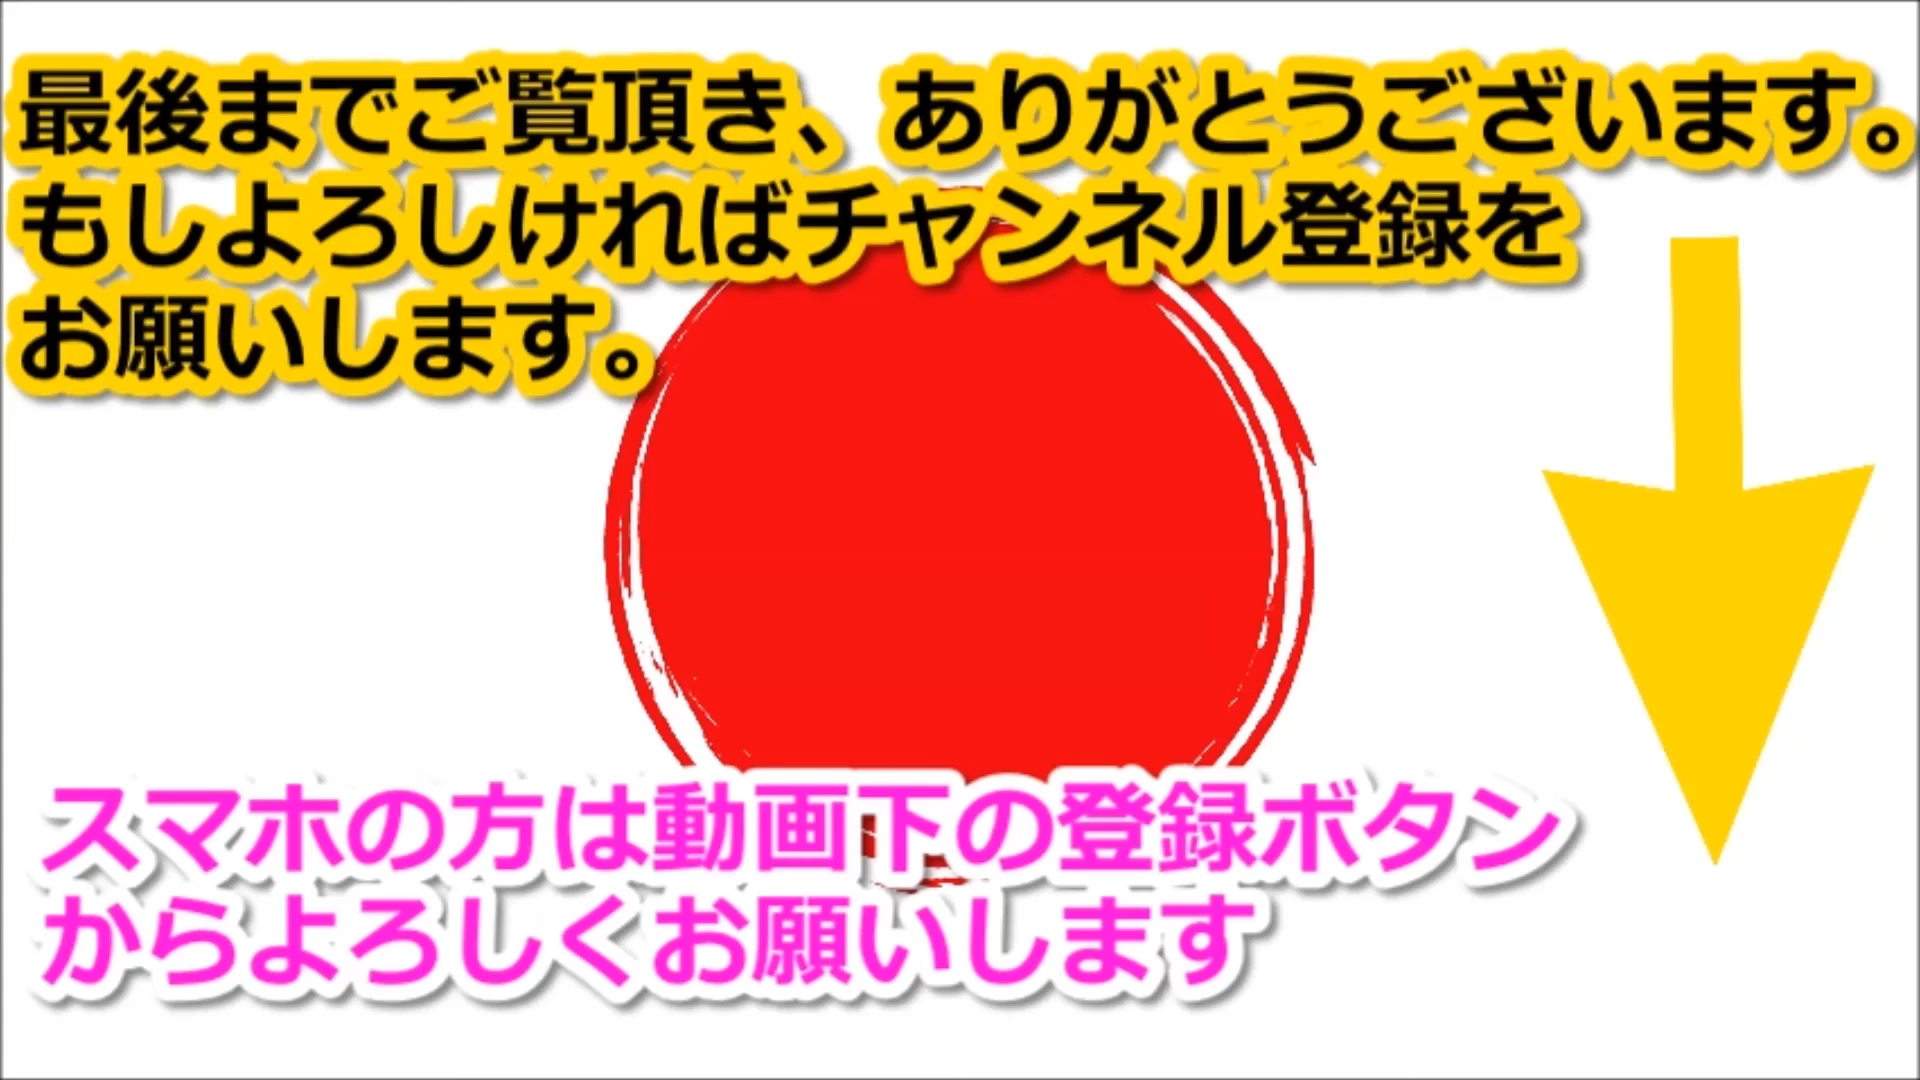 最後までご覧頂き、ありがとうございます。
もしよろしければチャンネル登録を
お願いします。
スマホの方は動画下の登録ボタン
からよろしくお願いします